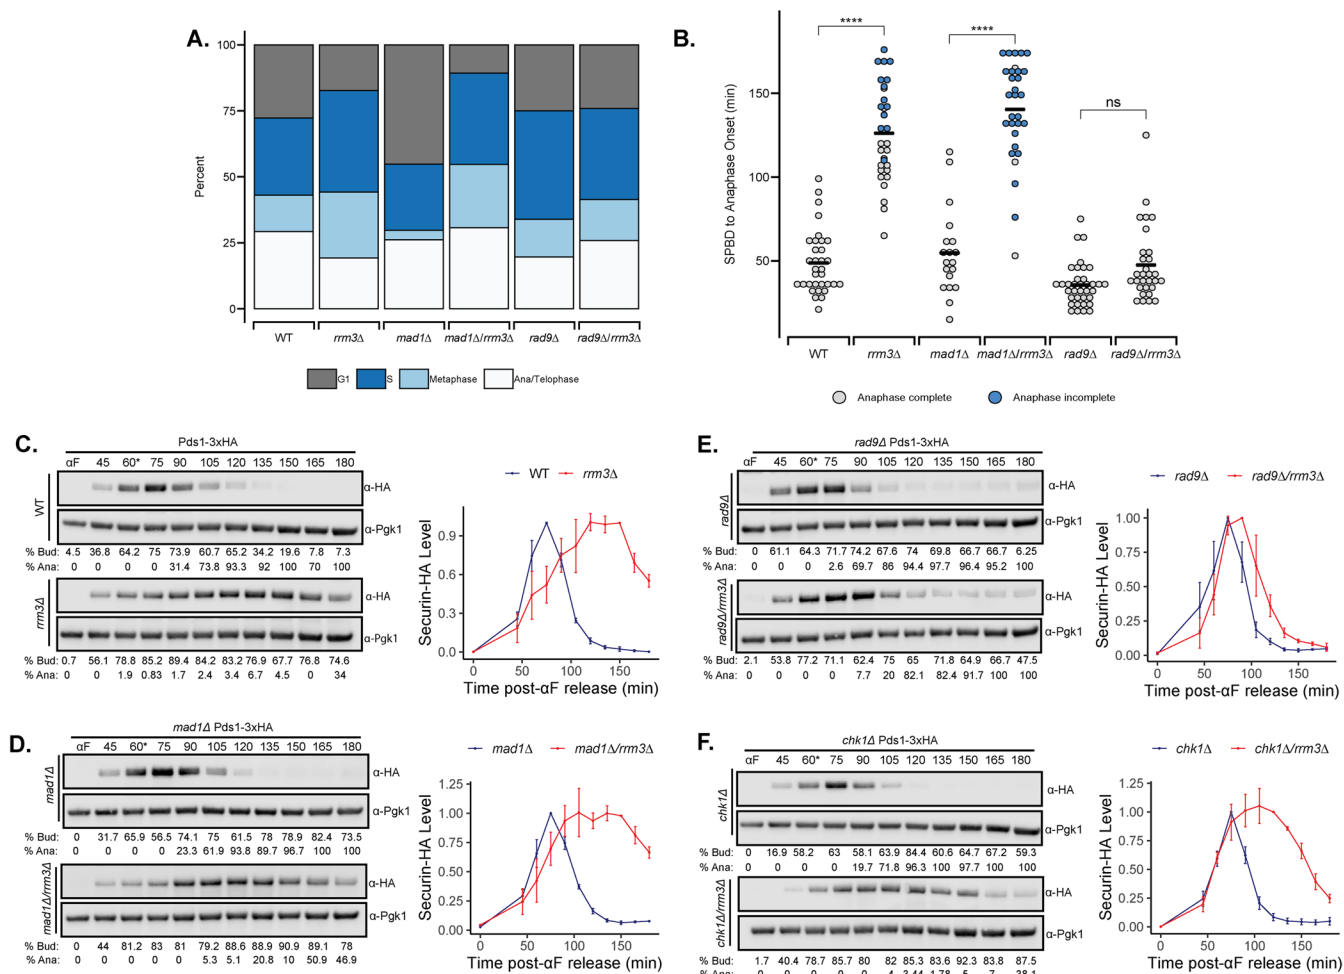 A.
100
75
50
25
0
Percent
WT
rrm3Δ
mad1Δ
mad1Δ/rrm3Δ
rad9Δ
rad9Δ/rrm3Δ
G1
S
Metaphase
Ana/Telophase
B.
****
****
ns
150
100
50
SPBD to Anaphase Onset (min)
WT
rrm3Δ
mad1Δ
mad1Δ/rrm3Δ
rad9Δ
rad9Δ/rrm3Δ
Anaphase complete
Anaphase incomplete
C.
Pds1-3xHA
αF 45 60* 75 90 105 120 135 150 165 180
WT
α-HA
α-Pgk1
% Bud: 4.5 36.8 64.2 75 73.9 60.7 65.2 34.2 19.6 7.8 7.3
% Ana: 0 0 0 0 31.4 73.8 93.3 92 100 70 100
rrm3Δ
α-HA
α-Pgk1
% Bud: 0.7 56.1 78.8 85.2 89.4 84.2 83.2 76.9 67.7 76.8 74.6
% Ana: 0 0 1.9 0.83 1.7 2.4 3.4 6.7 4.5 0 34
WT rrm3Δ
Securin-HA Level
0.9
0.6
0.3
0.0
0 50 100 150
Time post-αF release (min)
D.
mad1Δ Pds1-3xHA
αF 45 60* 75 90 105 120 135 150 165 180
mad1Δ
α-HA
α-Pgk1
% Bud: 0 31.7 65.9 56.5 74.1 75 61.5 78 78.9 82.4 73.5
% Ana: 0 0 0 0 23.3 61.9 93.8 89.7 96.7 100 100
mad1Δ/rrm3Δ
α-HA
α-Pgk1
% Bud: 0 44 81.2 83 81 79.2 88.6 88.9 90.9 89.1 78
% Ana: 0 0 0 0 0 5.3 5.1 20.8 10 50.9 46.9
mad1Δ mad1Δ/rrm3Δ
Securin-HA Level
1.25
1.00
0.75
0.50
0.25
0.00
0 50 100 150
Time post-αF release (min)
E.
rad9Δ Pds1-3xHA
αF 45 60* 75 90 105 120 135 150 165 180
rad9Δ
α-HA
α-Pgk1
% Bud: 0 61.1 64.3 71.7 74.2 67.6 74 69.8 66.7 66.7 6.25
% Ana: 0 0 0 2.6 69.7 86 94.4 97.7 96.4 95.2 100
rad9Δ/rrm3Δ
α-HA
α-Pgk1
% Bud: 2.1 53.8 77.2 71.1 62.4 75 65 71.8 64.9 66.7 47.5
% Ana: 0 0 0 0 7.7 20 82.1 82.4 91.7 100 100
rad9Δ rad9Δ/rrm3Δ
Securin-HA Level
1.00
0.75
0.50
0.25
0.00
0 50 100 150
Time post-αF release (min)
F.
chk1Δ Pds1-3xHA
αF 45 60* 75 90 105 120 135 150 165 180
chk1Δ
α-HA
α-Pgk1
% Bud: 0 16.9 58.2 63 58.1 63.9 84.4 60.6 64.7 67.2 59.3
% Ana: 0 0 0 0 19.7 71.8 96.3 100 97.7 100 100
chk1Δ/rrm3Δ
α-HA
α-Pgk1
% Bud: 1.7 40.4 78.7 85.7 80 82 85.3 86 92.3 83.8 87.5
% Ana: 0 0 0 0 0 4 3.44 1.78 5 7 38.1
chk1Δ chk1Δ/rrm3Δ
Securin-HA Level
1.25
1.00
0.75
0.50
0.25
0.00
0 50 100 150
Time post-αF release (min)